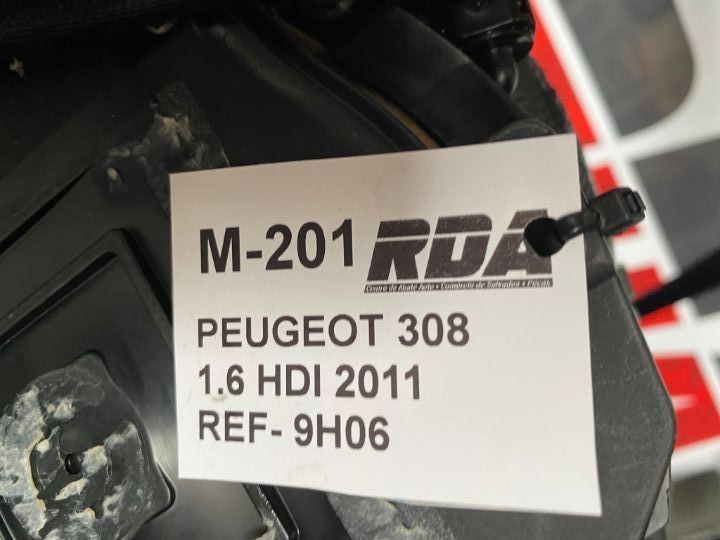 M-201 RDA
Centro de Abate Auto • Comércio de Salvados • Peças
PEUGEOT 308
1.6 HDI 2011
REF- 9H06